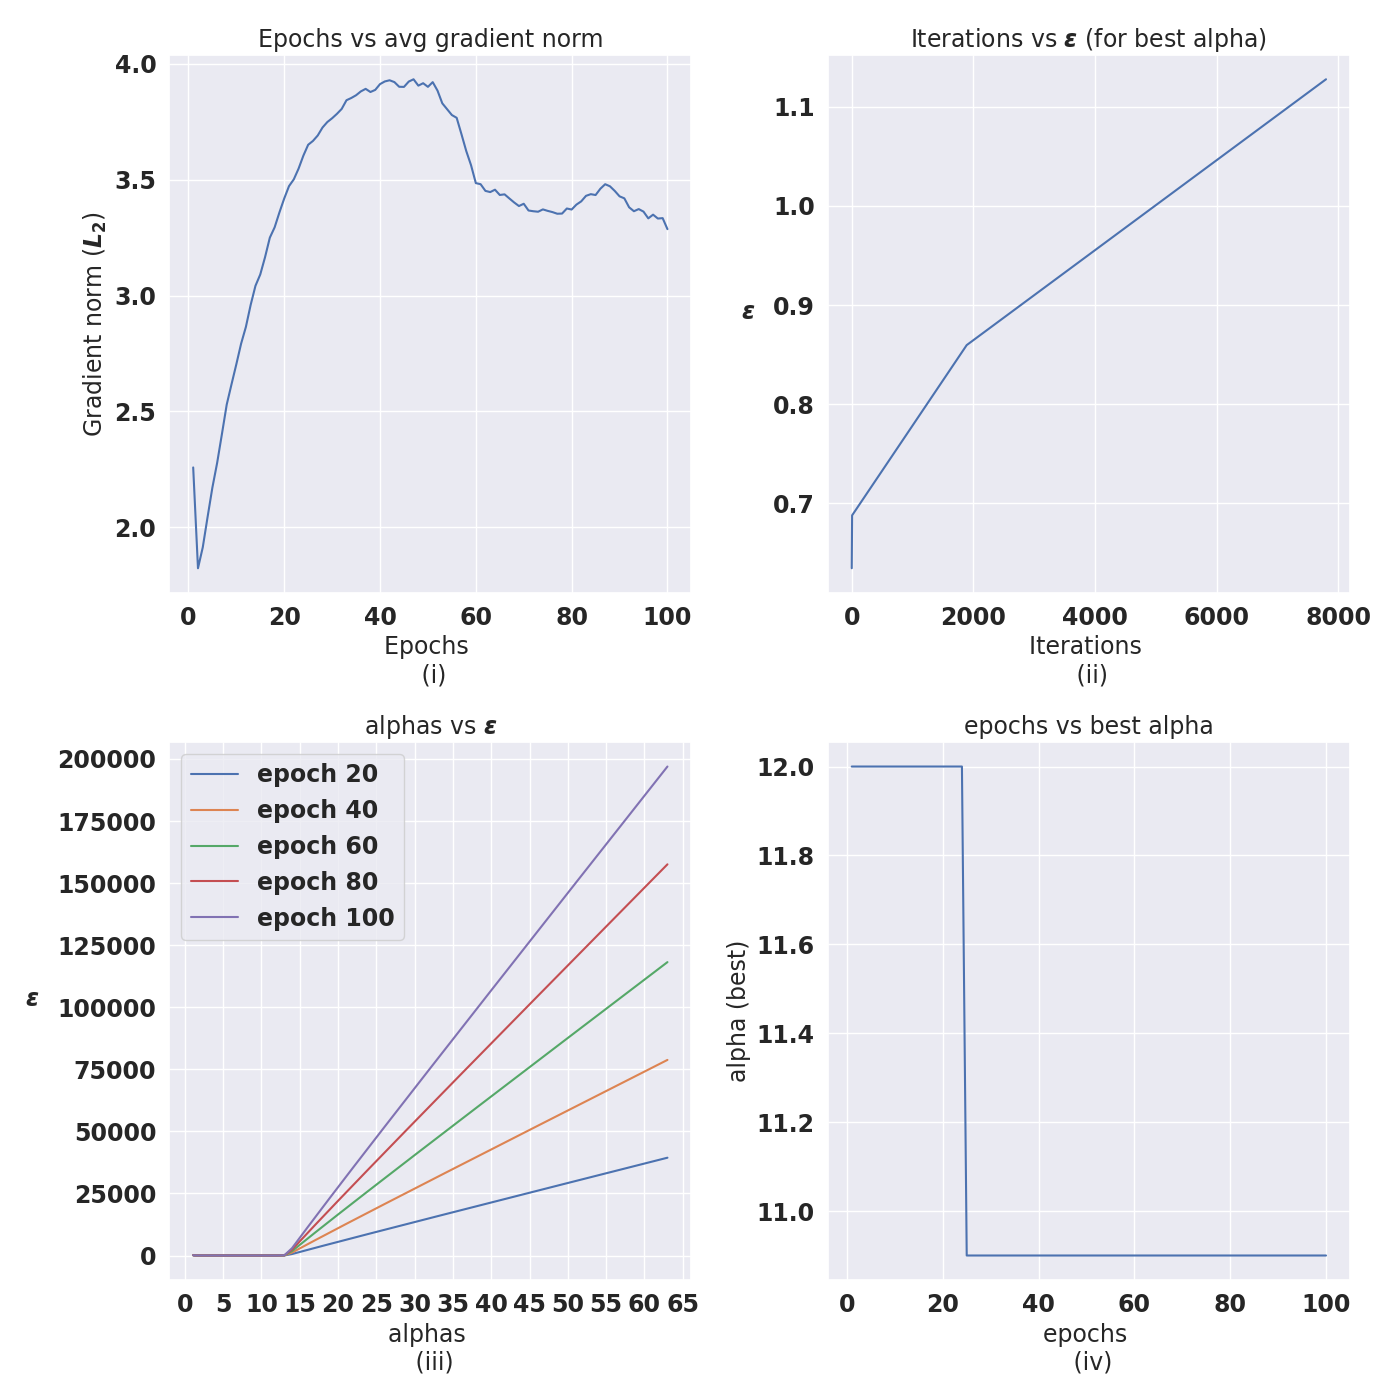 Epochs vs avg gradient norm
4.0
3.5
3.0
2.5
2.0
Gradient norm (L₂)
0 20 40 60 80 100
Epochs
(i)
Iterations vs ε (for best alpha)
1.1
1.0
0.9
0.8
0.7
ε
0 2000 4000 6000 8000
Iterations
(ii)
alphas vs ε
200000
175000
150000
125000
100000
75000
50000
25000
0
ε
epoch 20
epoch 40
epoch 60
epoch 80
epoch 100
0 5 10 15 20 25 30 35 40 45 50 55 60 65
alphas
(iii)
epochs vs best alpha
12.0
11.8
11.6
11.4
11.2
11.0
alpha (best)
0 20 40 60 80 100
epochs
(iv)